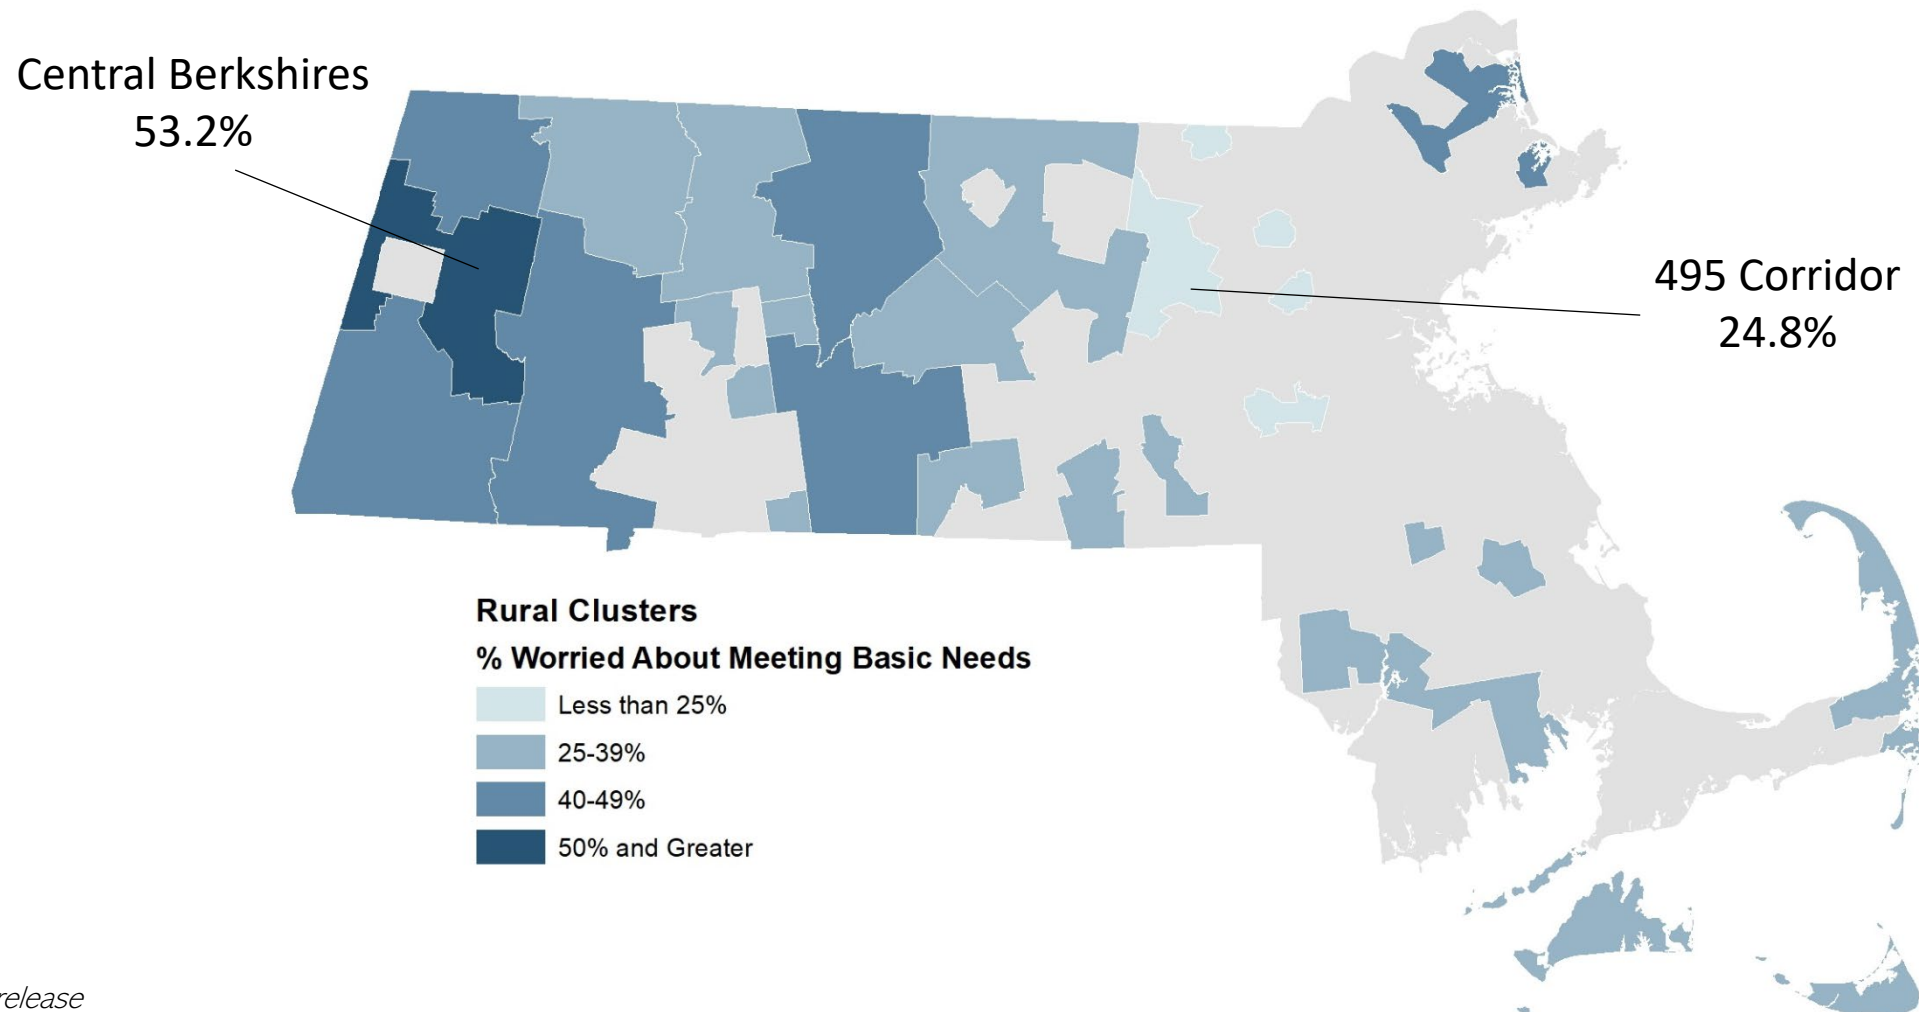 Central Berkshires
53.2%
495 Corridor
24.8%
Rural Clusters
% Worried About Meeting Basic Needs
Less than 25%
25-39%
40-49%
50% and Greater
release